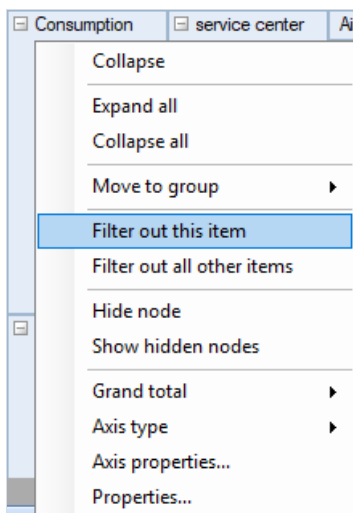 Consumption service center Ai
Collapse
Expand all
Collapse all
Move to group
Filter out this item
Filter out all other items
Hide node
Show hidden nodes
Grand total
Axis type
Axis properties...
Properties...